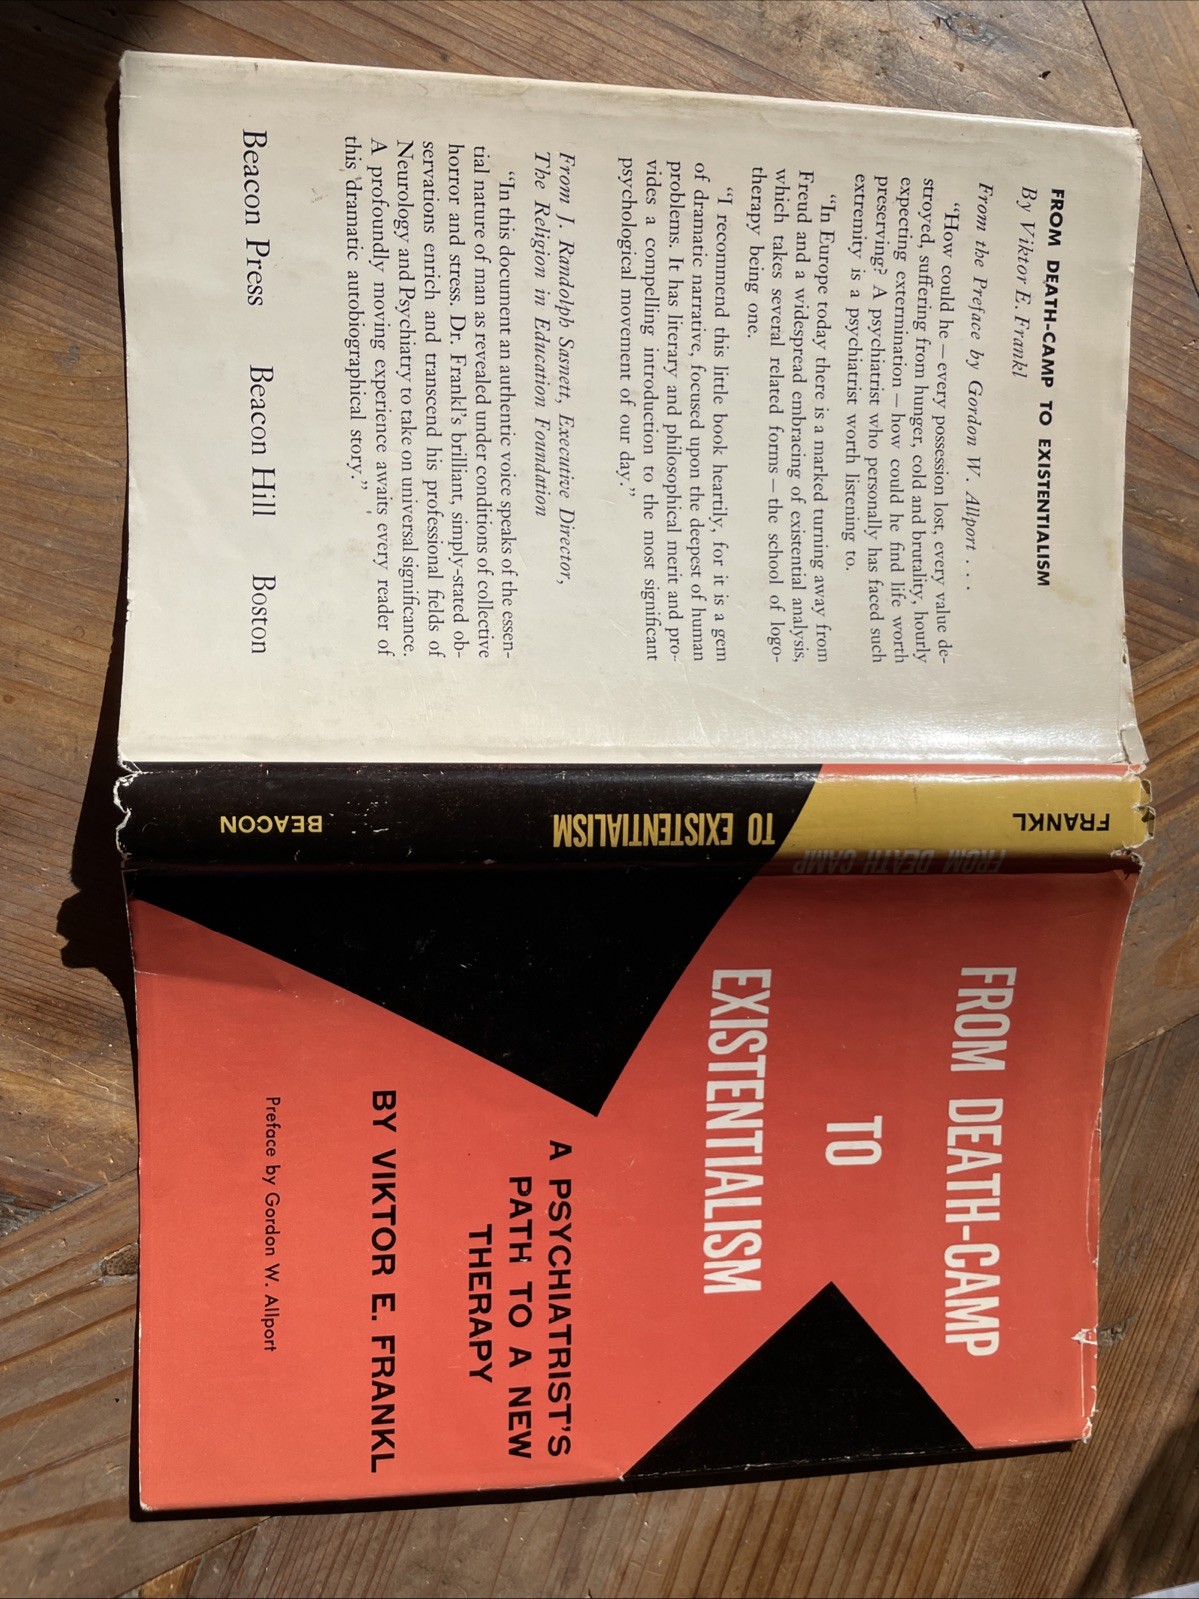 FROM DEATH-CAMP TO EXISTENTIALISM
By Viktor E. Frankl
From the Preface by Gordon W. Allport . . .
“How could he — every possession lost, every value de-
stroyed, suffering from hunger, cold and brutality, hourly
expecting extermination — how could he find life worth
preserving? A psychiatrist who personally has faced such
extremity is a psychiatrist worth listening to.
“In Europe today there is a marked turning away from
Freud and a widespread embracing of existential analysis,
which takes several related forms — the school of logo-
therapy being one.
“I recommend this little book heartily, for it is a gem
of dramatic narrative, focused upon the deepest of human
problems. It has literary and philosophical merit and pro-
vides a compelling introduction to the most significant
psychological movement of our day.”
From J. Randolph Sasnett, Executive Director,
The Religion in Education Foundation
“In this document an authentic voice speaks of the essen-
tial nature of man as revealed under conditions of collective
horror and stress. Dr. Frankl’s brilliant, simply-stated ob-
servations enrich and transcend his professional fields of
Neurology and Psychiatry to take on universal significance.
A profoundly moving experience awaits every reader of
this dramatic autobiographical story.”
Beacon Press Beacon Hill Boston
FRANKL
FROM DEATH CAMP
TO EXISTENTIALISM
BEACON
FROM DEATH-CAMP
TO
EXISTENTIALISM
A PSYCHIATRIST'S
PATH TO A NEW
THERAPY
BY VIKTOR E. FRANKL
Preface by Gordon W. Allport